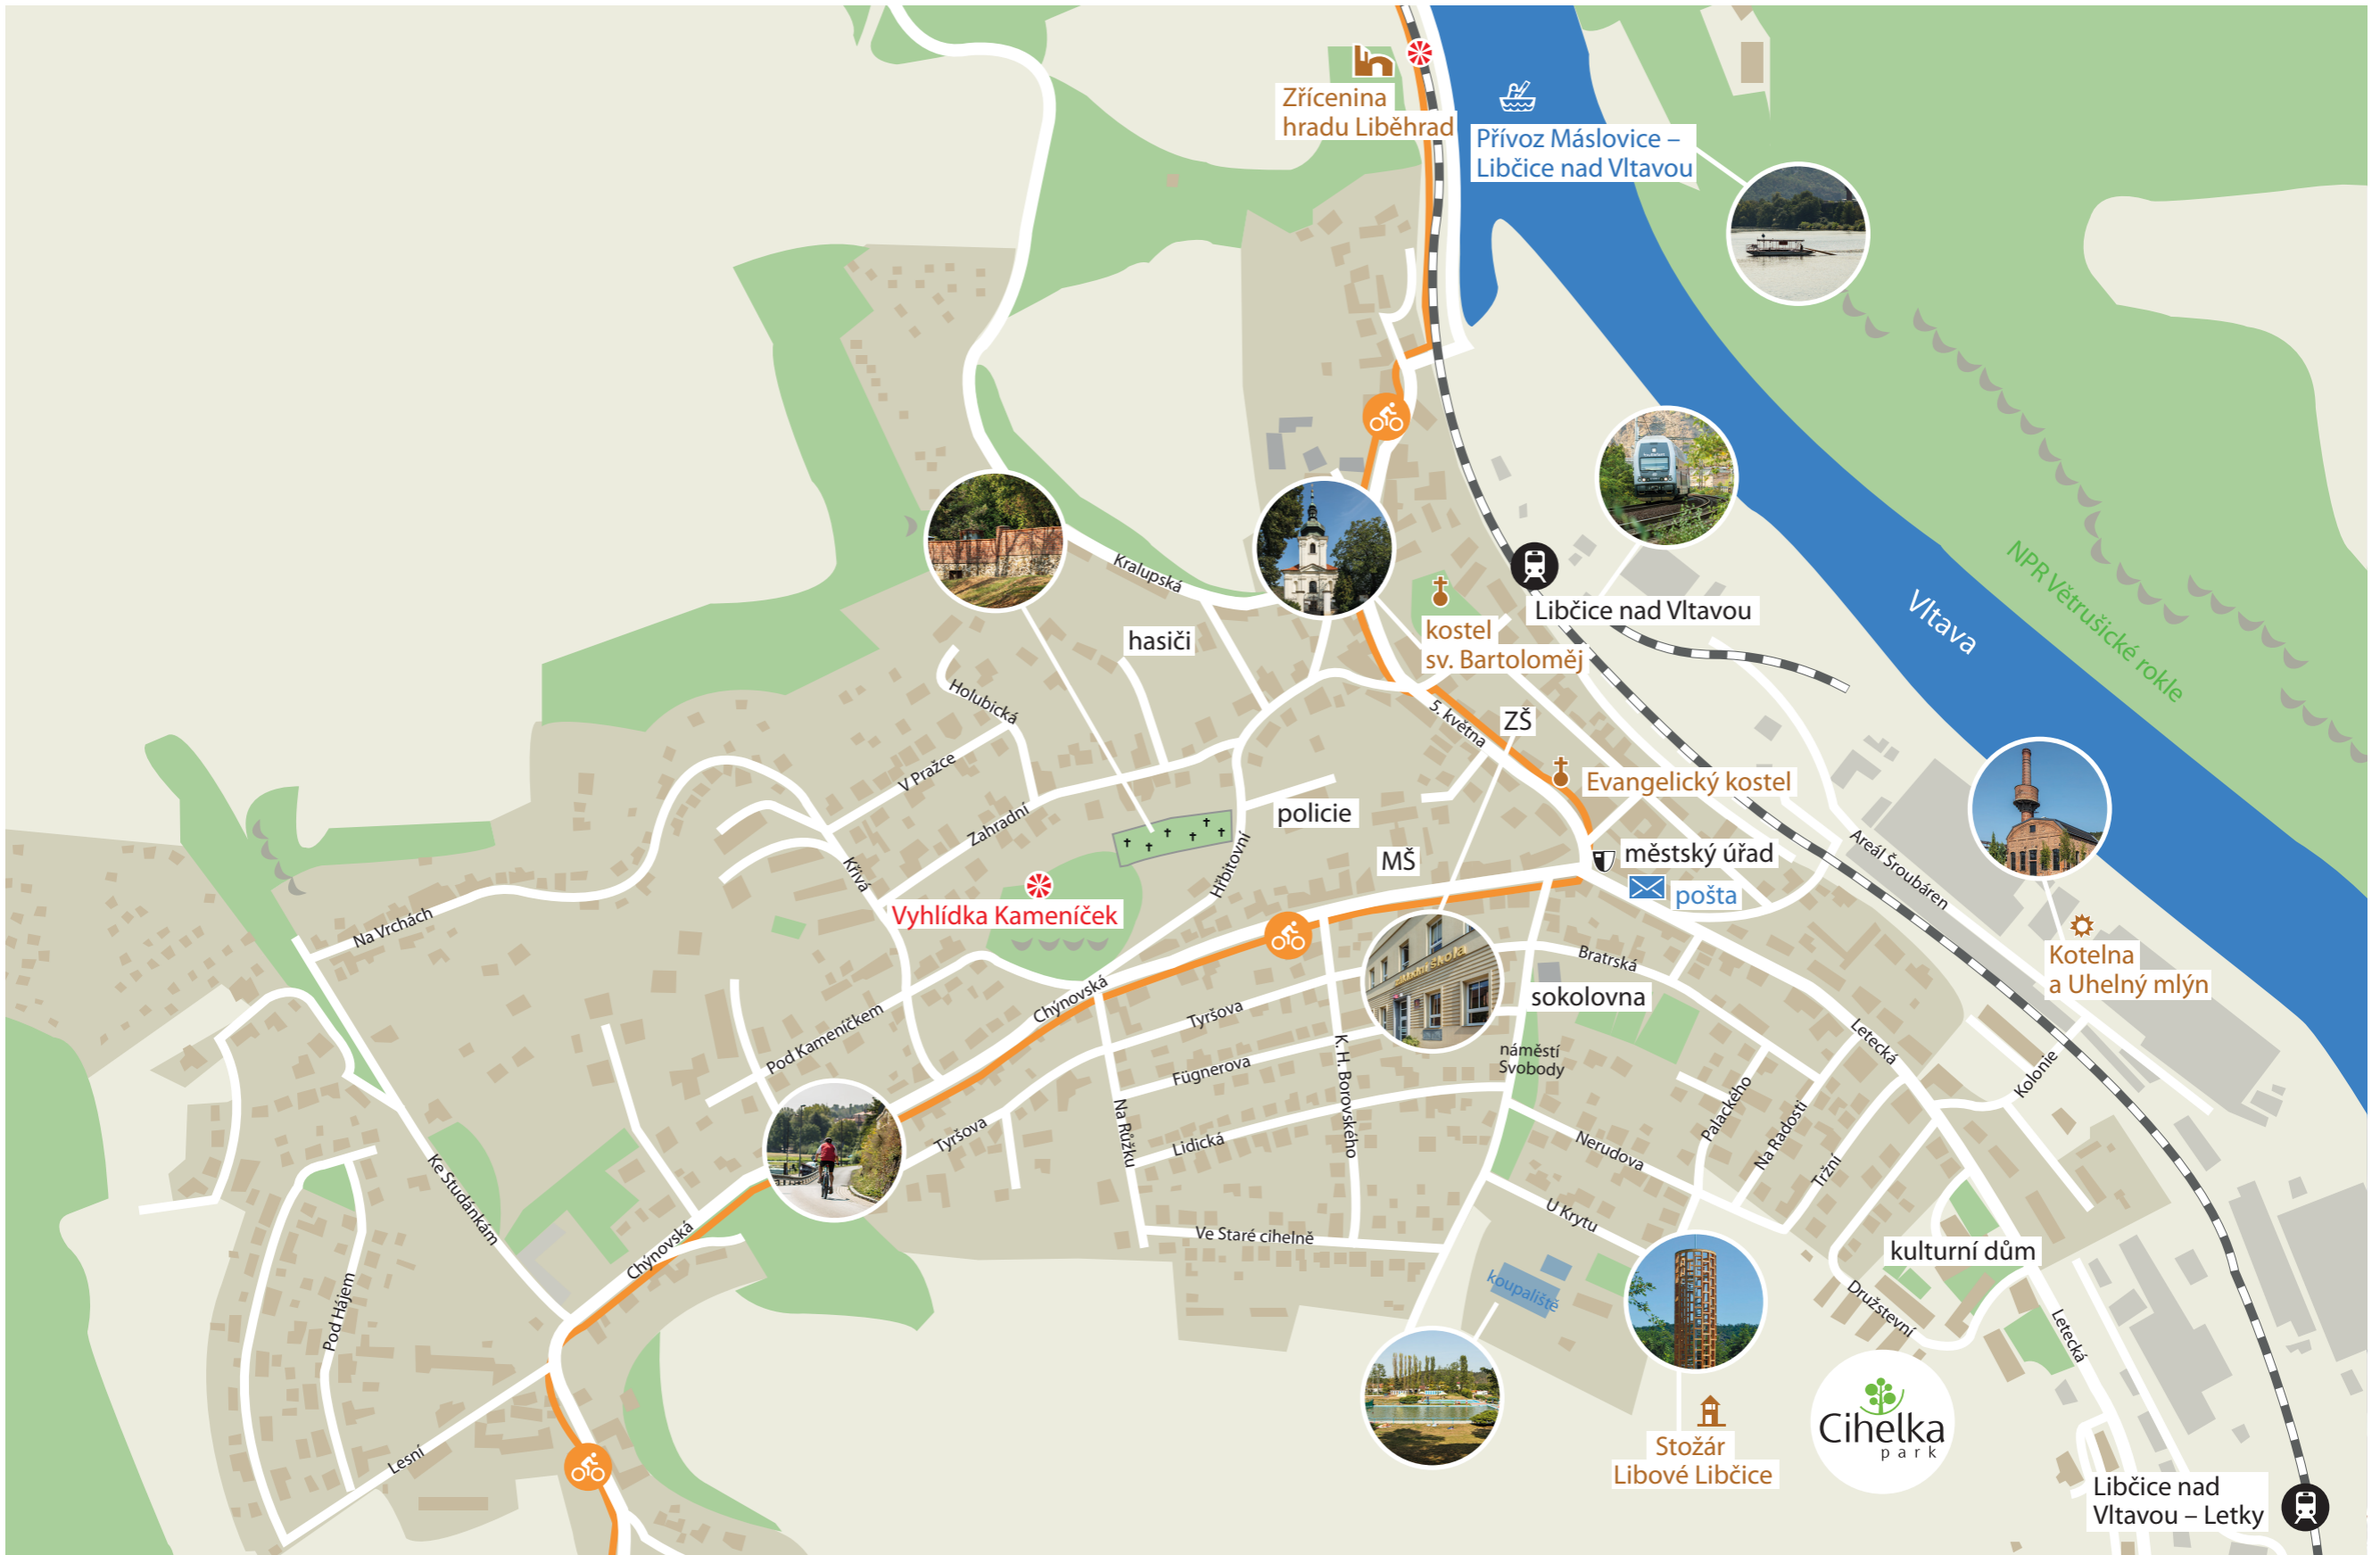 Zřícenina
hradu Liběhrad
Přívoz Máslovice –
Libčice nad Vltavou
NPR Větrušické rokle
Vltava
Kralupská
Libčice nad Vltavou
kostel
sv. Bartoloměj
hasiči
Holubická
5. května
ZŠ
V Pražce
Evangelický kostel
policie
Zahradní
MŠ
městský úřad
pošta
Areál Šroubáren
Křivá
Hřbitovní
Vyhlídka Kameníček
Na Vrchách
Kotelna
a Uhelný mlýn
Bratrská
sokolovna
Chýnovská
Tyršova
Pod Kameníčkem
Letecká
K. H. Borovského
náměstí
Svobody
Fügnerova
Kolonie
Palackého
Na Radosti
Na Růžku
Tyršova
Lidická
Nerudova
Tržní
Ke Studánkám
U Krytu
Ve Staré cihelně
Chýnovská
kulturní dům
koupaliště
Družstevní
Pod Hájem
Letecká
Cihelka
park
Stožár
Libové Libčice
Lesní
Libčice nad
Vltavou – Letky